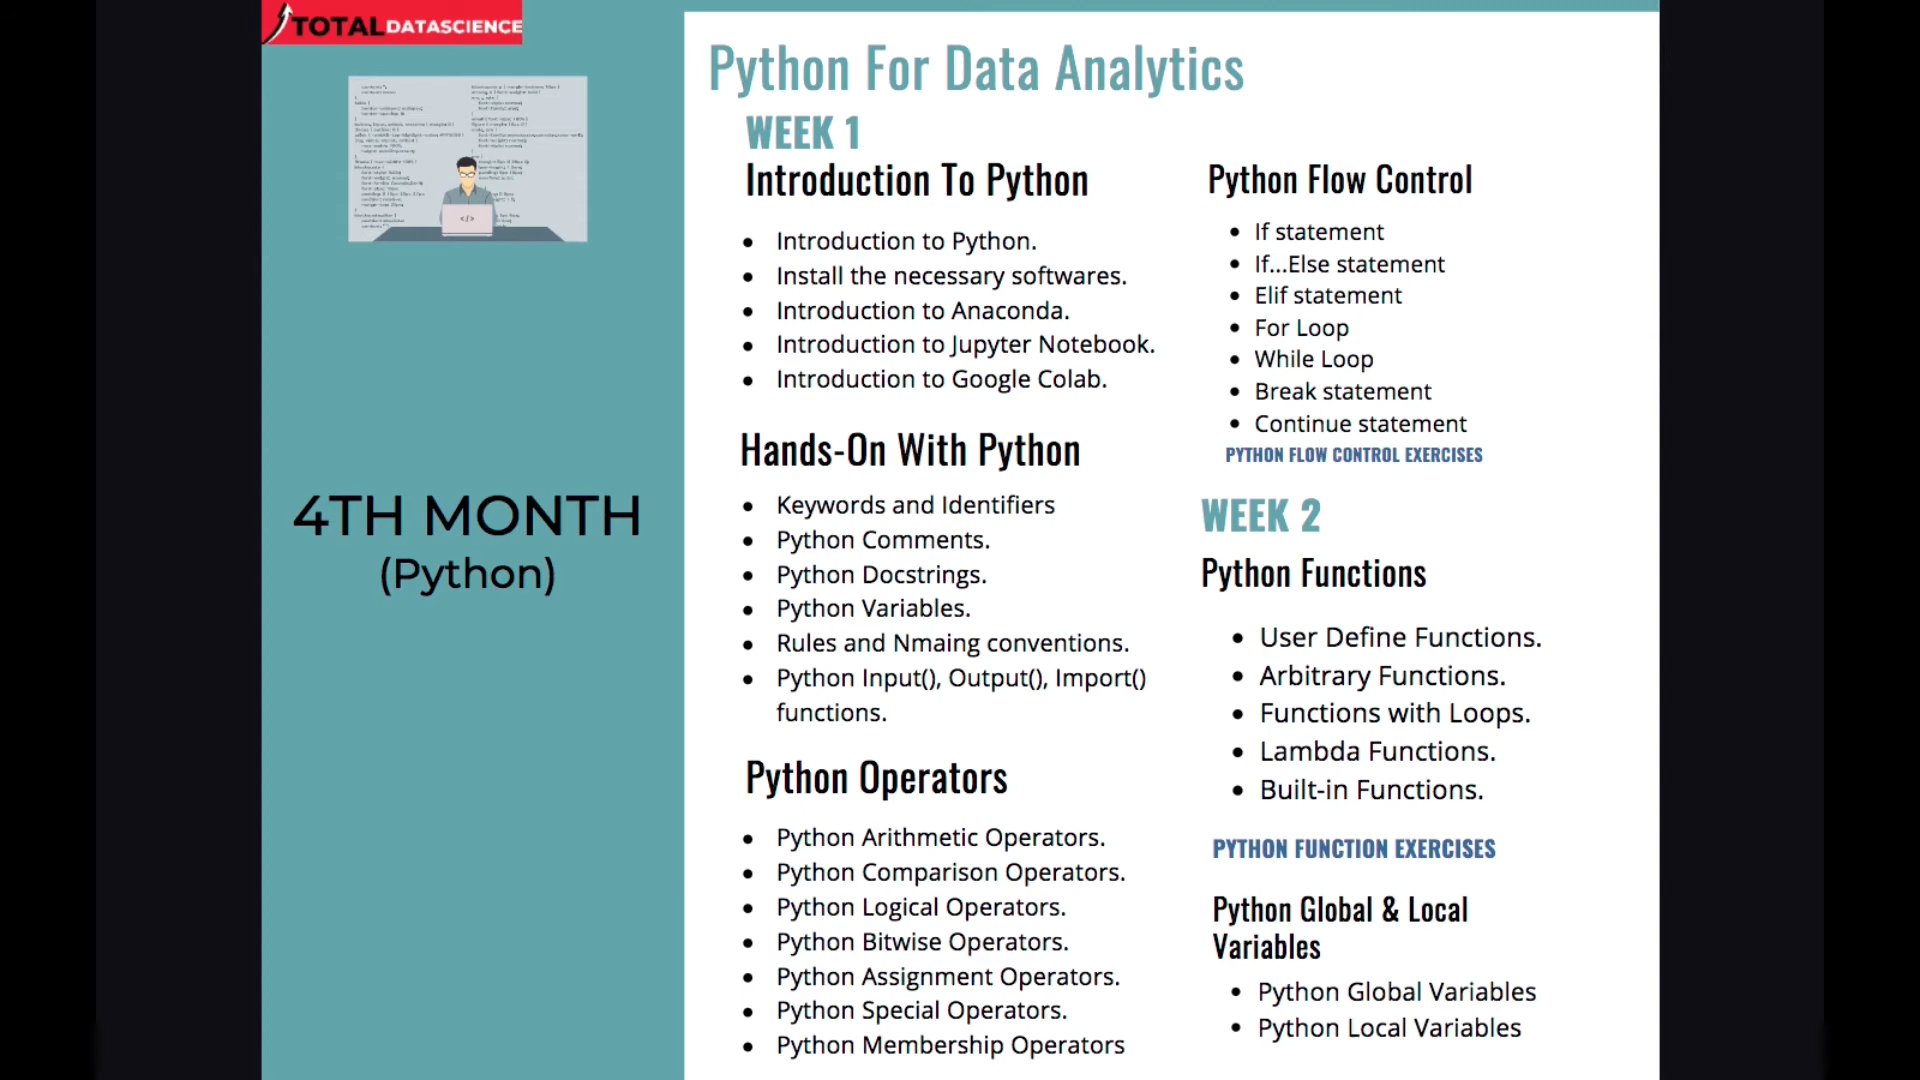 TOTAL DATASCIENCE
</>
4TH MONTH
(Python)
Python For Data Analytics
WEEK 1
Introduction To Python
Introduction to Python.
Install the necessary softwares.
Introduction to Anaconda.
Introduction to Jupyter Notebook.
Introduction to Google Colab.
Hands-On With Python
Keywords and Identifiers
Python Comments.
Python Docstrings.
Python Variables.
Rules and Nmaing conventions.
Python Input(), Output(), Import()
functions.
Python Operators
Python Arithmetic Operators.
Python Comparison Operators.
Python Logical Operators.
Python Bitwise Operators.
Python Assignment Operators.
Python Special Operators.
Python Membership Operators
Python Flow Control
If statement
If...Else statement
Elif statement
For Loop
While Loop
Break statement
Continue statement
PYTHON FLOW CONTROL EXERCISES
WEEK 2
Python Functions
User Define Functions.
Arbitrary Functions.
Functions with Loops.
Lambda Functions.
Built-in Functions.
PYTHON FUNCTION EXERCISES
Python Global & Local
Variables
Python Global Variables
Python Local Variables